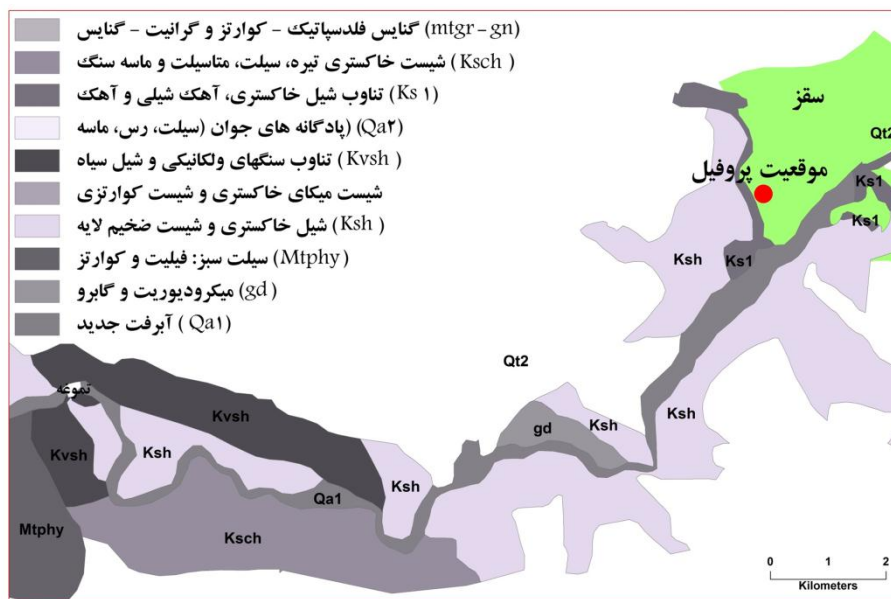 گنایس فلدسپاتیک - کوارتز و گرانیت - گنایس (mtgr - gn)
شیست خاکستری تیره، سیلت، متاسیلت و ماسه سنگ (Ksch)
تناوب شیل خاکستری، آهک شیلی و آهک (Ks 1)
پادگانه های جوان (سیلت، رس، ماسه) (Qa۲)
تناوب سنگهای ولکانیکی و شیل سیاه (Kvsh)
شیست میکای خاکستری و شیست کوارتزی
شیل خاکستری و شیست ضخیم لایه (Ksh)
سیلت سبز: فیلیت و کوارتز (Mtphy)
میکرودیوریت و گابرو (gd)
آبرفت جدید (Qa۱)
سقز
Qt2
موقعیت پروفیل
Ks1
Ks1
Ksh
Ks1
تموغه
Qt2
Kvsh
Ksh
gd
Ksh
Kvsh
Ksh
Ksh
Qa1
Mtphy
Ksch
0 1 2
Kilometers